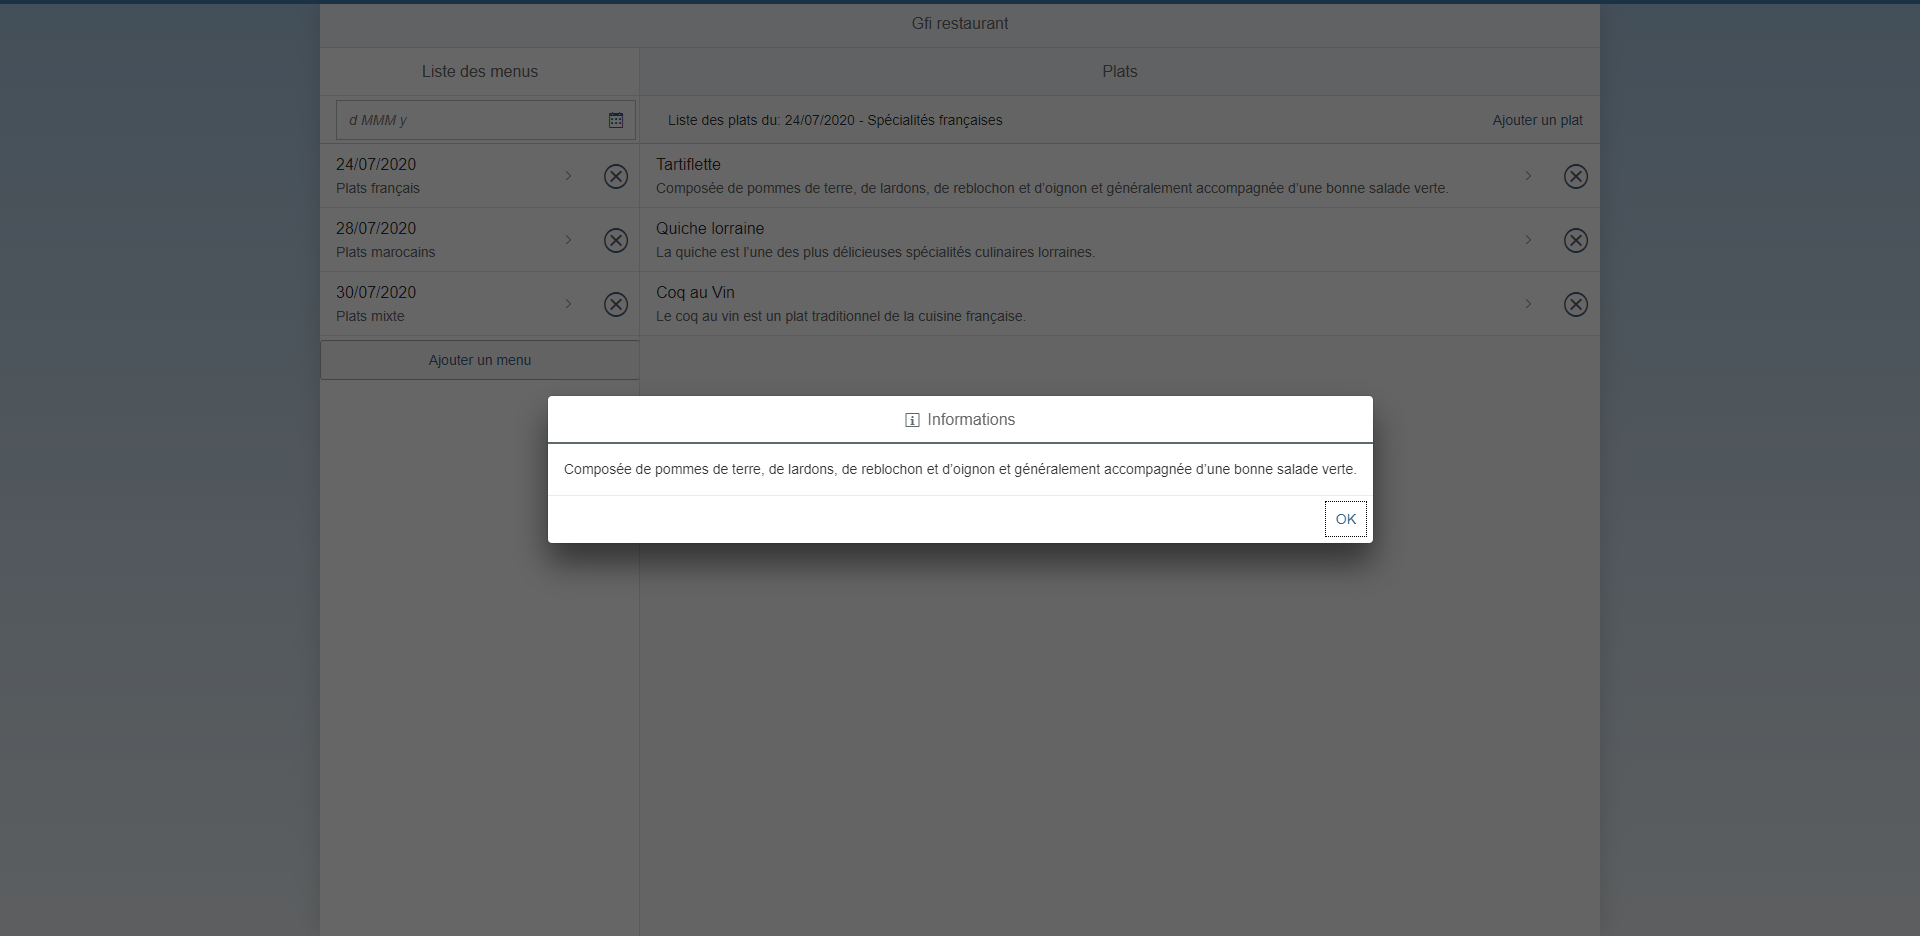 Gfi restaurant
Liste des menus
Plats
d MMM y
Liste des plats du: 24/07/2020 - Spécialités françaises
Ajouter un plat
24/07/2020
Plats français
28/07/2020
Plats marocains
30/07/2020
Plats mixte
Ajouter un menu
Tartiflette
Composée de pommes de terre, de lardons, de reblochon et d’oignon et généralement accompagnée d’une bonne salade verte.
Quiche lorraine
La quiche est l’une des plus délicieuses spécialités culinaires lorraines.
Coq au Vin
Le coq au vin est un plat traditionnel de la cuisine française.
Informations
Composée de pommes de terre, de lardons, de reblochon et d’oignon et généralement accompagnée d’une bonne salade verte.
OK